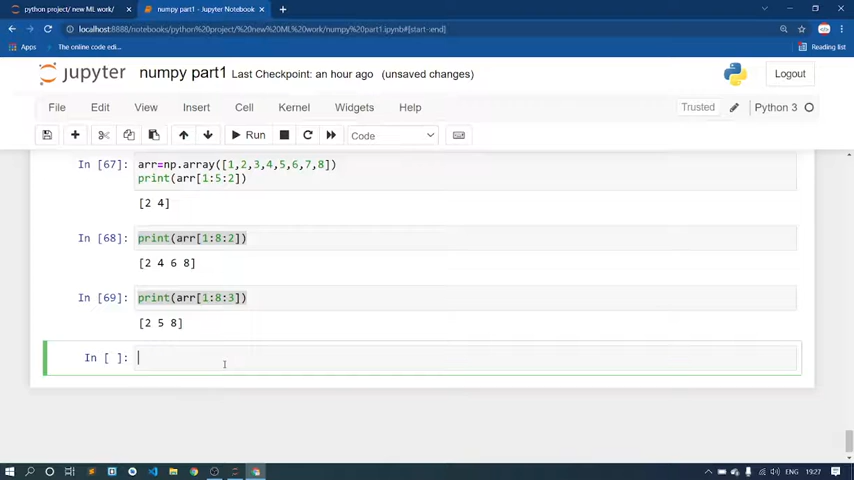 python project/ new ML work/
numpy part1 - Jupyter Notebook
localhost:8888/notebooks/python%20project/%20new%20ML%20work/numpy%20part1.ipynb#[start-:end]
Apps
The online code edi...
Reading list
jupyter numpy part1 Last Checkpoint: an hour ago (unsaved changes)
Logout
File Edit View Insert Cell Kernel Widgets Help
Trusted
Python 3
Run
Code
In [67]: arr=np.array([1,2,3,4,5,6,7,8])
print(arr[1:5:2])
[2 4]
In [68]: print(arr[1:8:2])
[2 4 6 8]
In [69]: print(arr[1:8:3])
[2 5 8]
In [ ]:
ENG 19:27